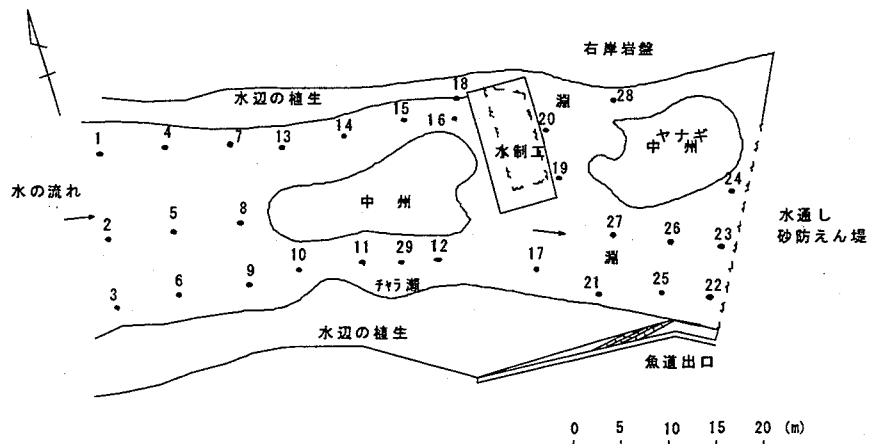 右岸岩盤
水辺の植生
18
淵
28
1
4
7
13
14
15
16
20
水制工
ヤナギ
中 州
19
24
水の流れ
中 州
2
5
8
27
26
23
水通し
砂防えん堤
3
6
9
10
11
29
12
17
淵
21
25
22
チャラ瀬
水辺の植生
魚道出口
0 5 10 15 20 (m)